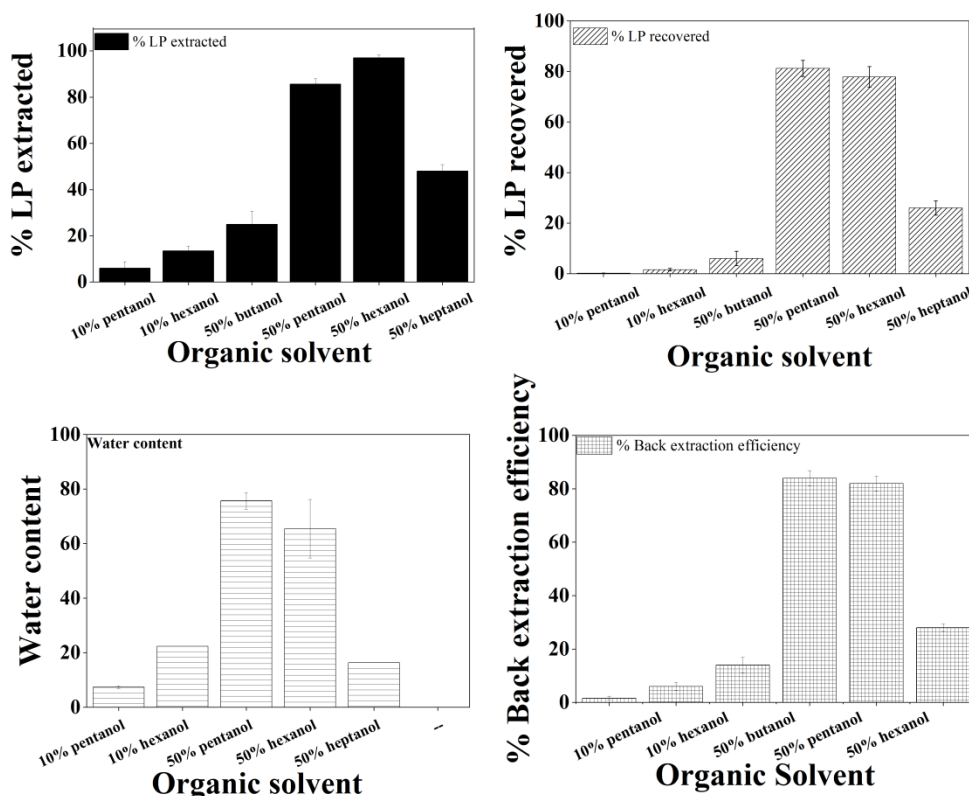 % LP extracted
100
80
60
40
20
0
% LP extracted
10% pentanol
10% hexanol
50% butanol
50% pentanol
50% hexanol
50% heptanol
Organic solvent
% LP recovered
100
80
60
40
20
0
% LP recovered
10% pentanol
10% hexanol
50% butanol
50% pentanol
50% hexanol
50% heptanol
Organic solvent
Water content
100
80
60
40
20
0
Water content
10% pentanol
10% hexanol
50% pentanol
50% hexanol
50% heptanol
--
Organic solvent
% Back extraction efficiency
100
80
60
40
20
0
% Back extraction efficiency
10% pentanol
10% hexanol
50% butanol
50% pentanol
50% hexanol
Organic Solvent